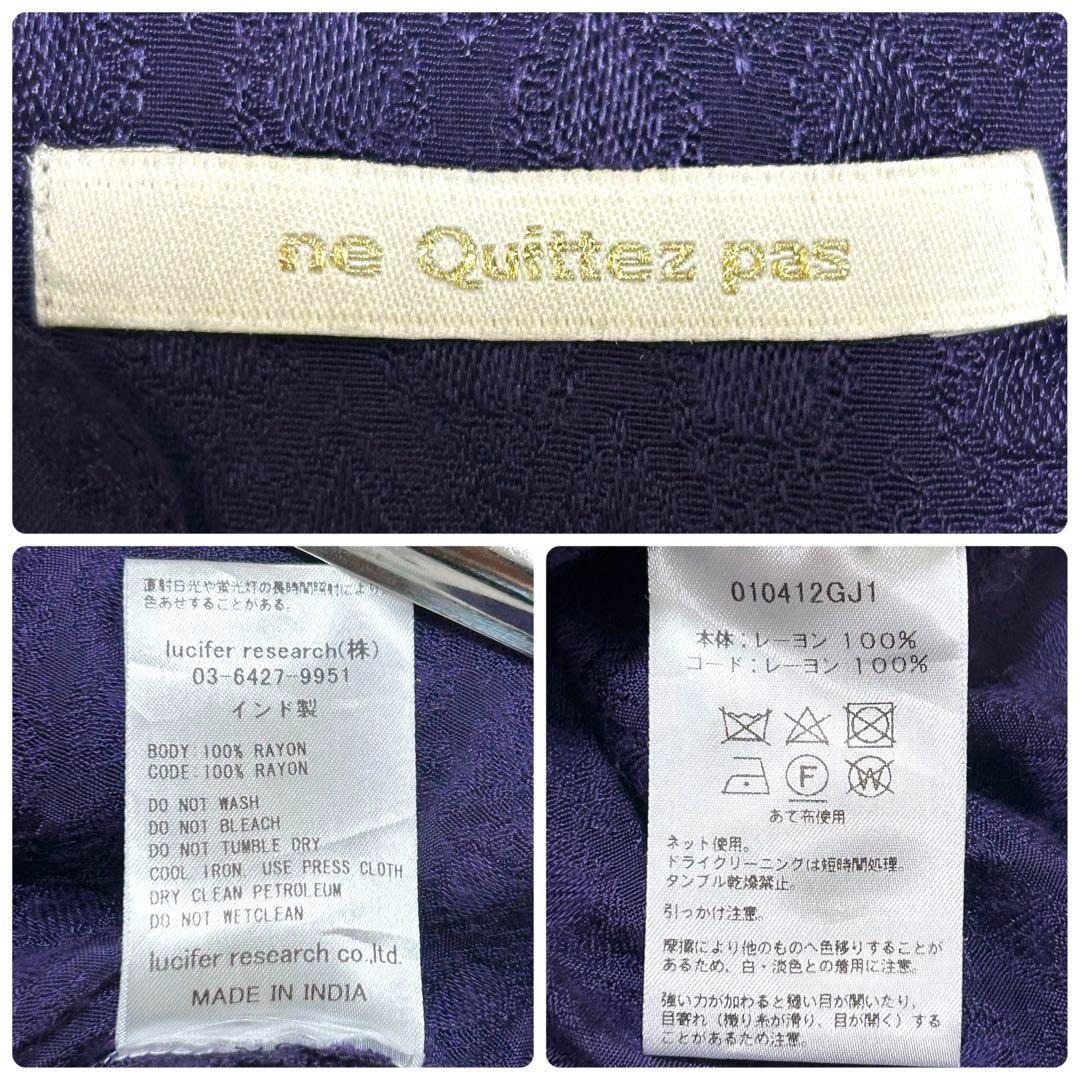 ne Quittez pas
直射日光や蛍光灯の長時間照射により
色あせすることがある。
lucifer research(株)
03-6427-9951
インド製
BODY 100% RAYON
CODE:100% RAYON
DO NOT WASH
DO NOT BLEACH
DO NOT TUMBLE DRY
COOL IRON. USE PRESS CLOTH
DRY CLEAN PETROLEUM
DO NOT WETCLEAN
lucifer research co.,ltd.
MADE IN INDIA
010412GJ1
本体:レーヨン 100%
コード:レーヨン 100%
F W
あて布使用
ネット使用。
ドライクリーニングは短時間処理。
タンブル乾燥禁止。
引っかけ注意。
摩擦により他のものへ色移りすることが
あるため、白・淡色との着用に注意。
強い力が加わると縫い目が開いたり、
目寄れ(織り糸が滑り、目が開く)する
ことがあるため注意